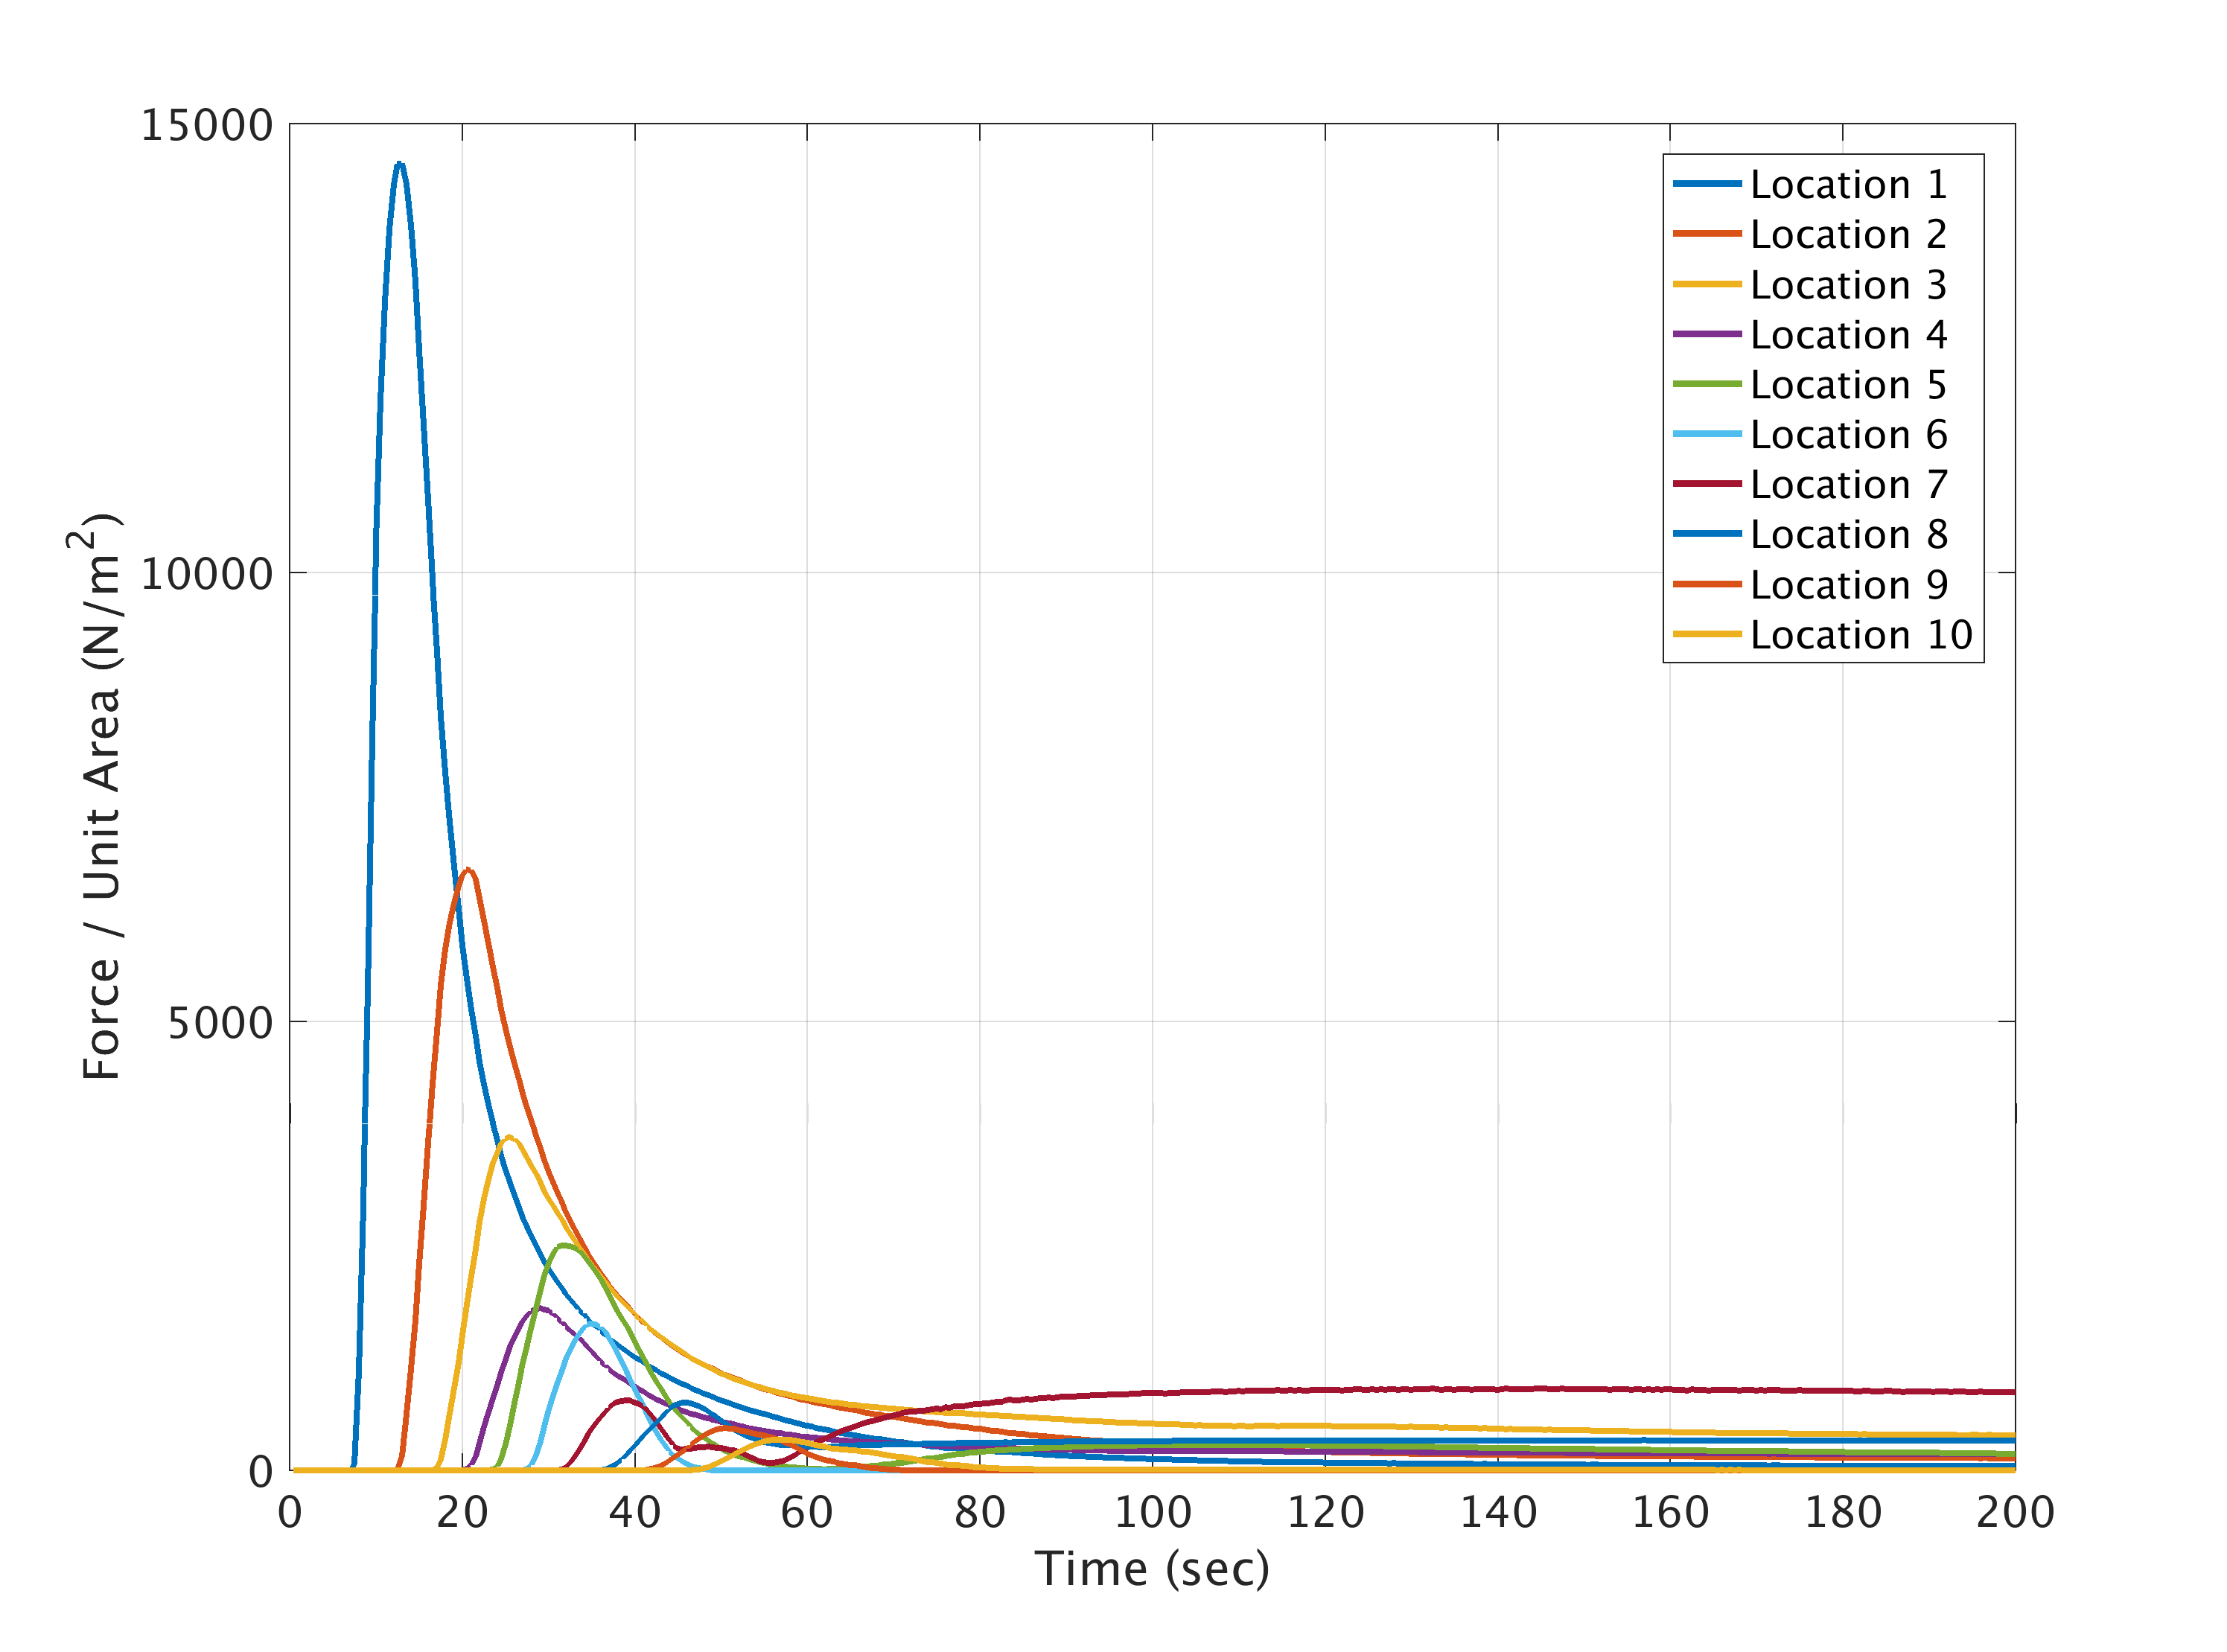 15000
10000
5000
0
Force / Unit Area (N/m²)
0 20 40 60 80 100 120 140 160 180 200
Time (sec)
Location 1
Location 2
Location 3
Location 4
Location 5
Location 6
Location 7
Location 8
Location 9
Location 10